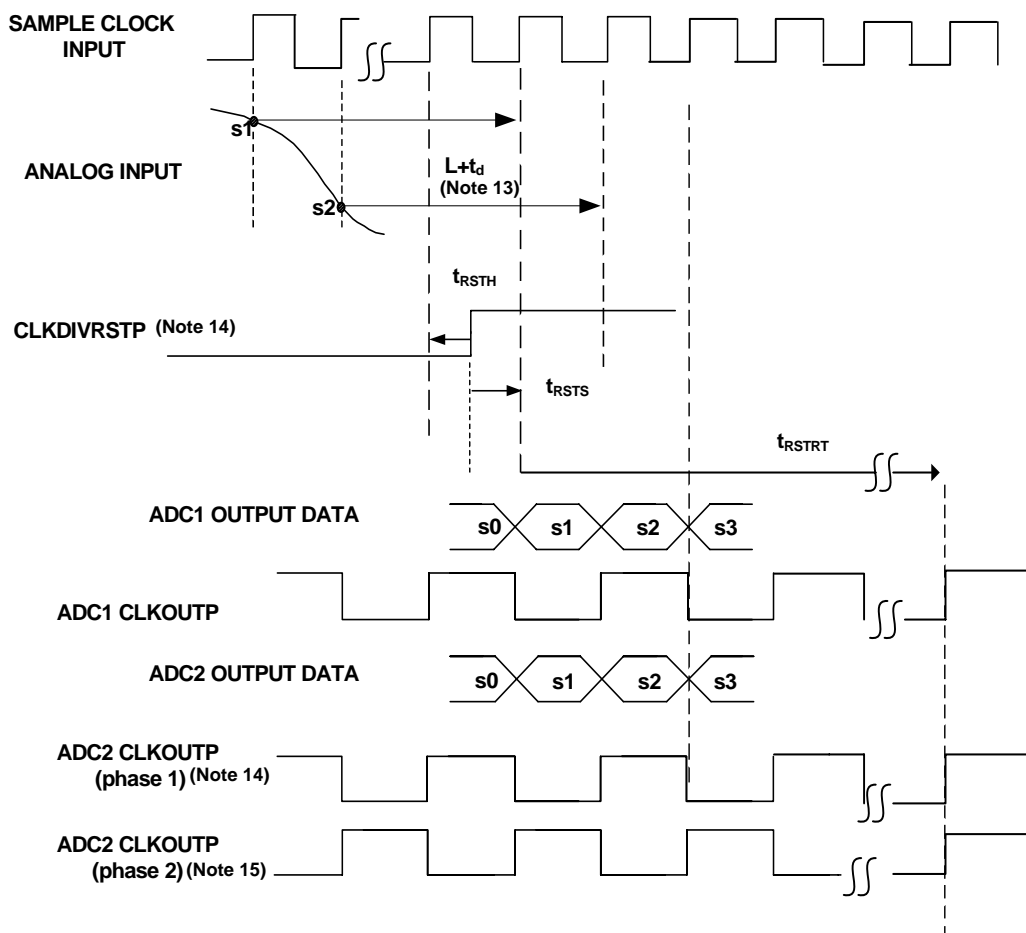 SAMPLE CLOCK
INPUT
s1
ANALOG INPUT
L+td
(Note 13)
s2
tRSTH
CLKDIVRSTP (Note 14)
tRSTS
tRSTRT
ADC1 OUTPUT DATA
s0 s1 s2 s3
ADC1 CLKOUTP
ADC2 OUTPUT DATA
s0 s1 s2 s3
ADC2 CLKOUTP
(phase 1) (Note 14)
ADC2 CLKOUTP
(phase 2) (Note 15)